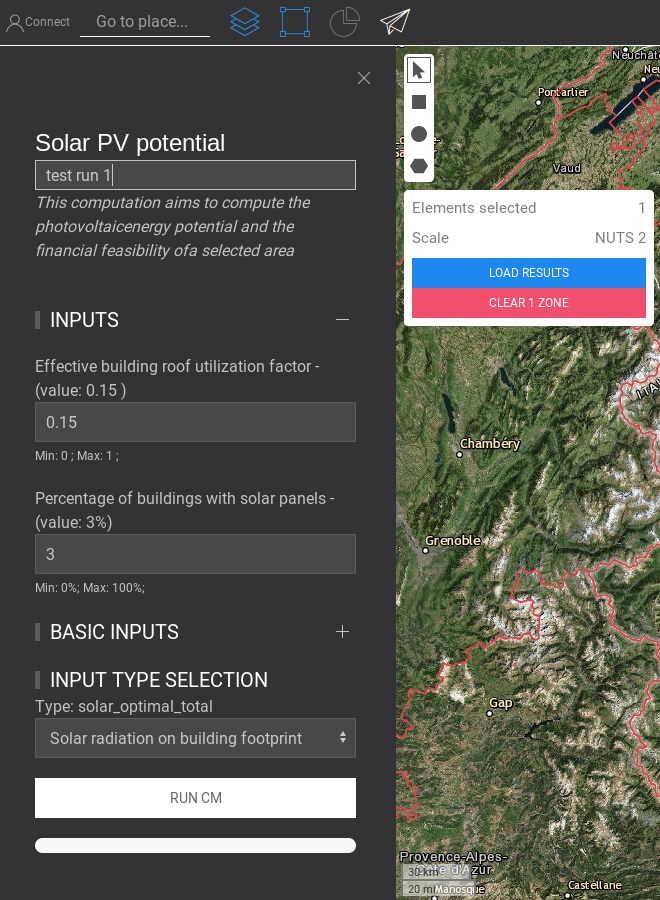 Connect
Go to place...
Solar PV potential
test run 1
This computation aims to compute the
photovoltaicenergy potential and the
financial feasibility ofa selected area
INPUTS
Effective building roof utilization factor -
(value: 0.15 )
0.15
Min: 0 ; Max: 1 ;
Percentage of buildings with solar panels -
(value: 3%)
3
Min: 0%; Max: 100%;
BASIC INPUTS
INPUT TYPE SELECTION
Type: solar_optimal_total
Solar radiation on building footprint
RUN CM
Neuchât
Neu
Pontarlier
Vaud
Elements selected 1
Scale NUTS 2
LOAD RESULTS
CLEAR 1 ZONE
ITAL
Chambéry
Grenoble
Gap
Provence-Alpes-
Côte d'Azur
30 km
20 mi
Manosque
Castellane